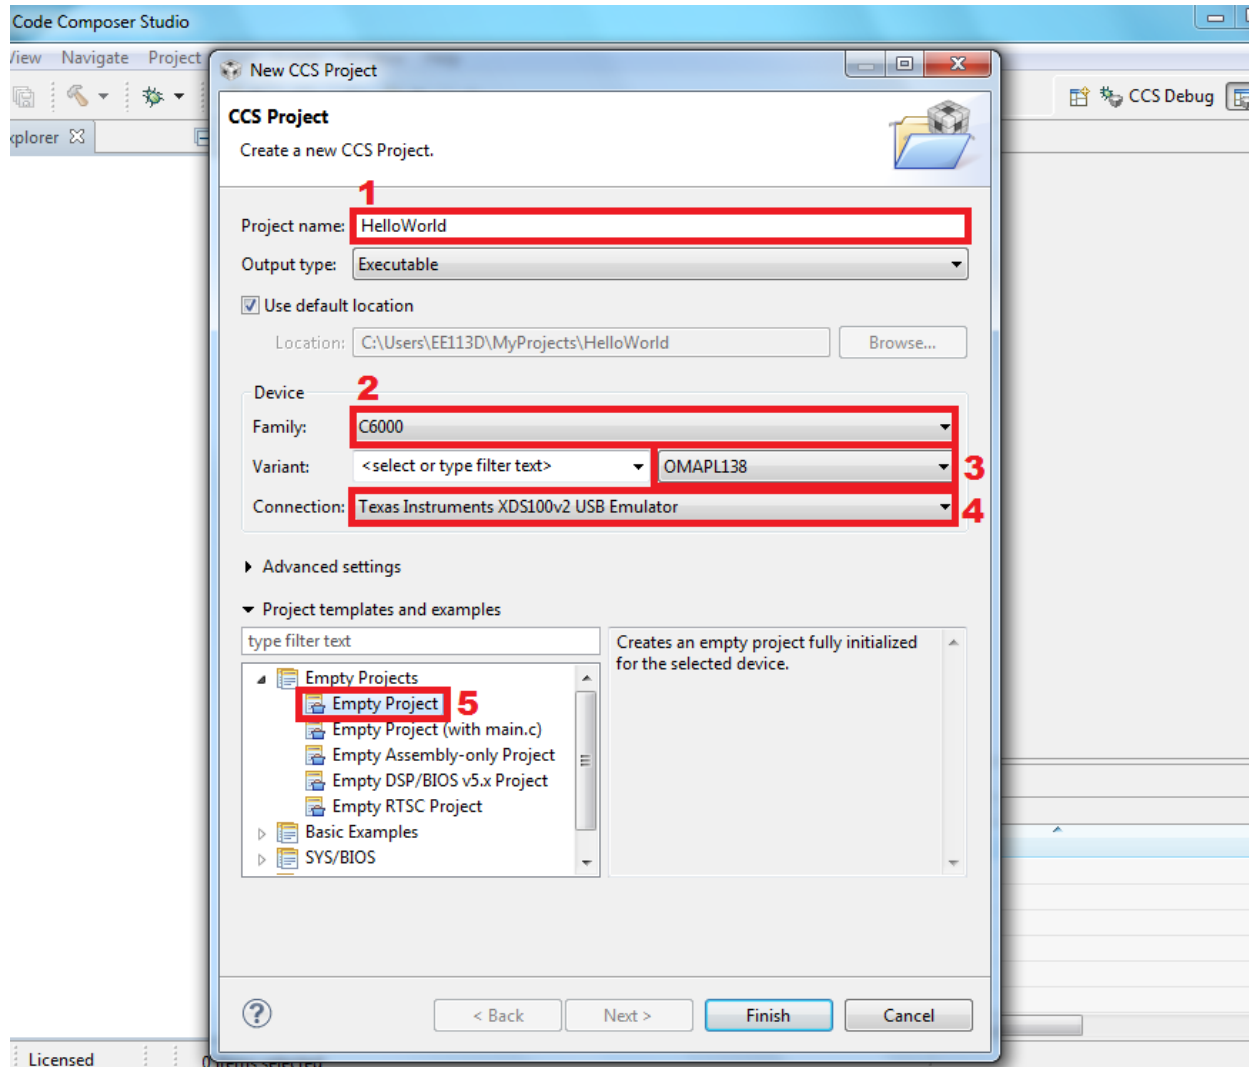 Code Composer Studio
View Navigate Project
New CCS Project
CCS Debug
xplorer
CCS Project
Create a new CCS Project.
1
Project name: HelloWorld
Output type: Executable
Use default location
Location: C:\Users\EE113D\MyProjects\HelloWorld Browse...
Device 2
Family: C6000
Variant: <select or type filter text> OMAPL138 3
Connection: Texas Instruments XDS100v2 USB Emulator 4
Advanced settings
Project templates and examples
type filter text
Creates an empty project fully initialized
for the selected device.
Empty Projects
Empty Project 5
Empty Project (with main.c)
Empty Assembly-only Project
Empty DSP/BIOS v5.x Project
Empty RTSC Project
Basic Examples
SYS/BIOS
? < Back Next > Finish Cancel
Licensed 0 items selected